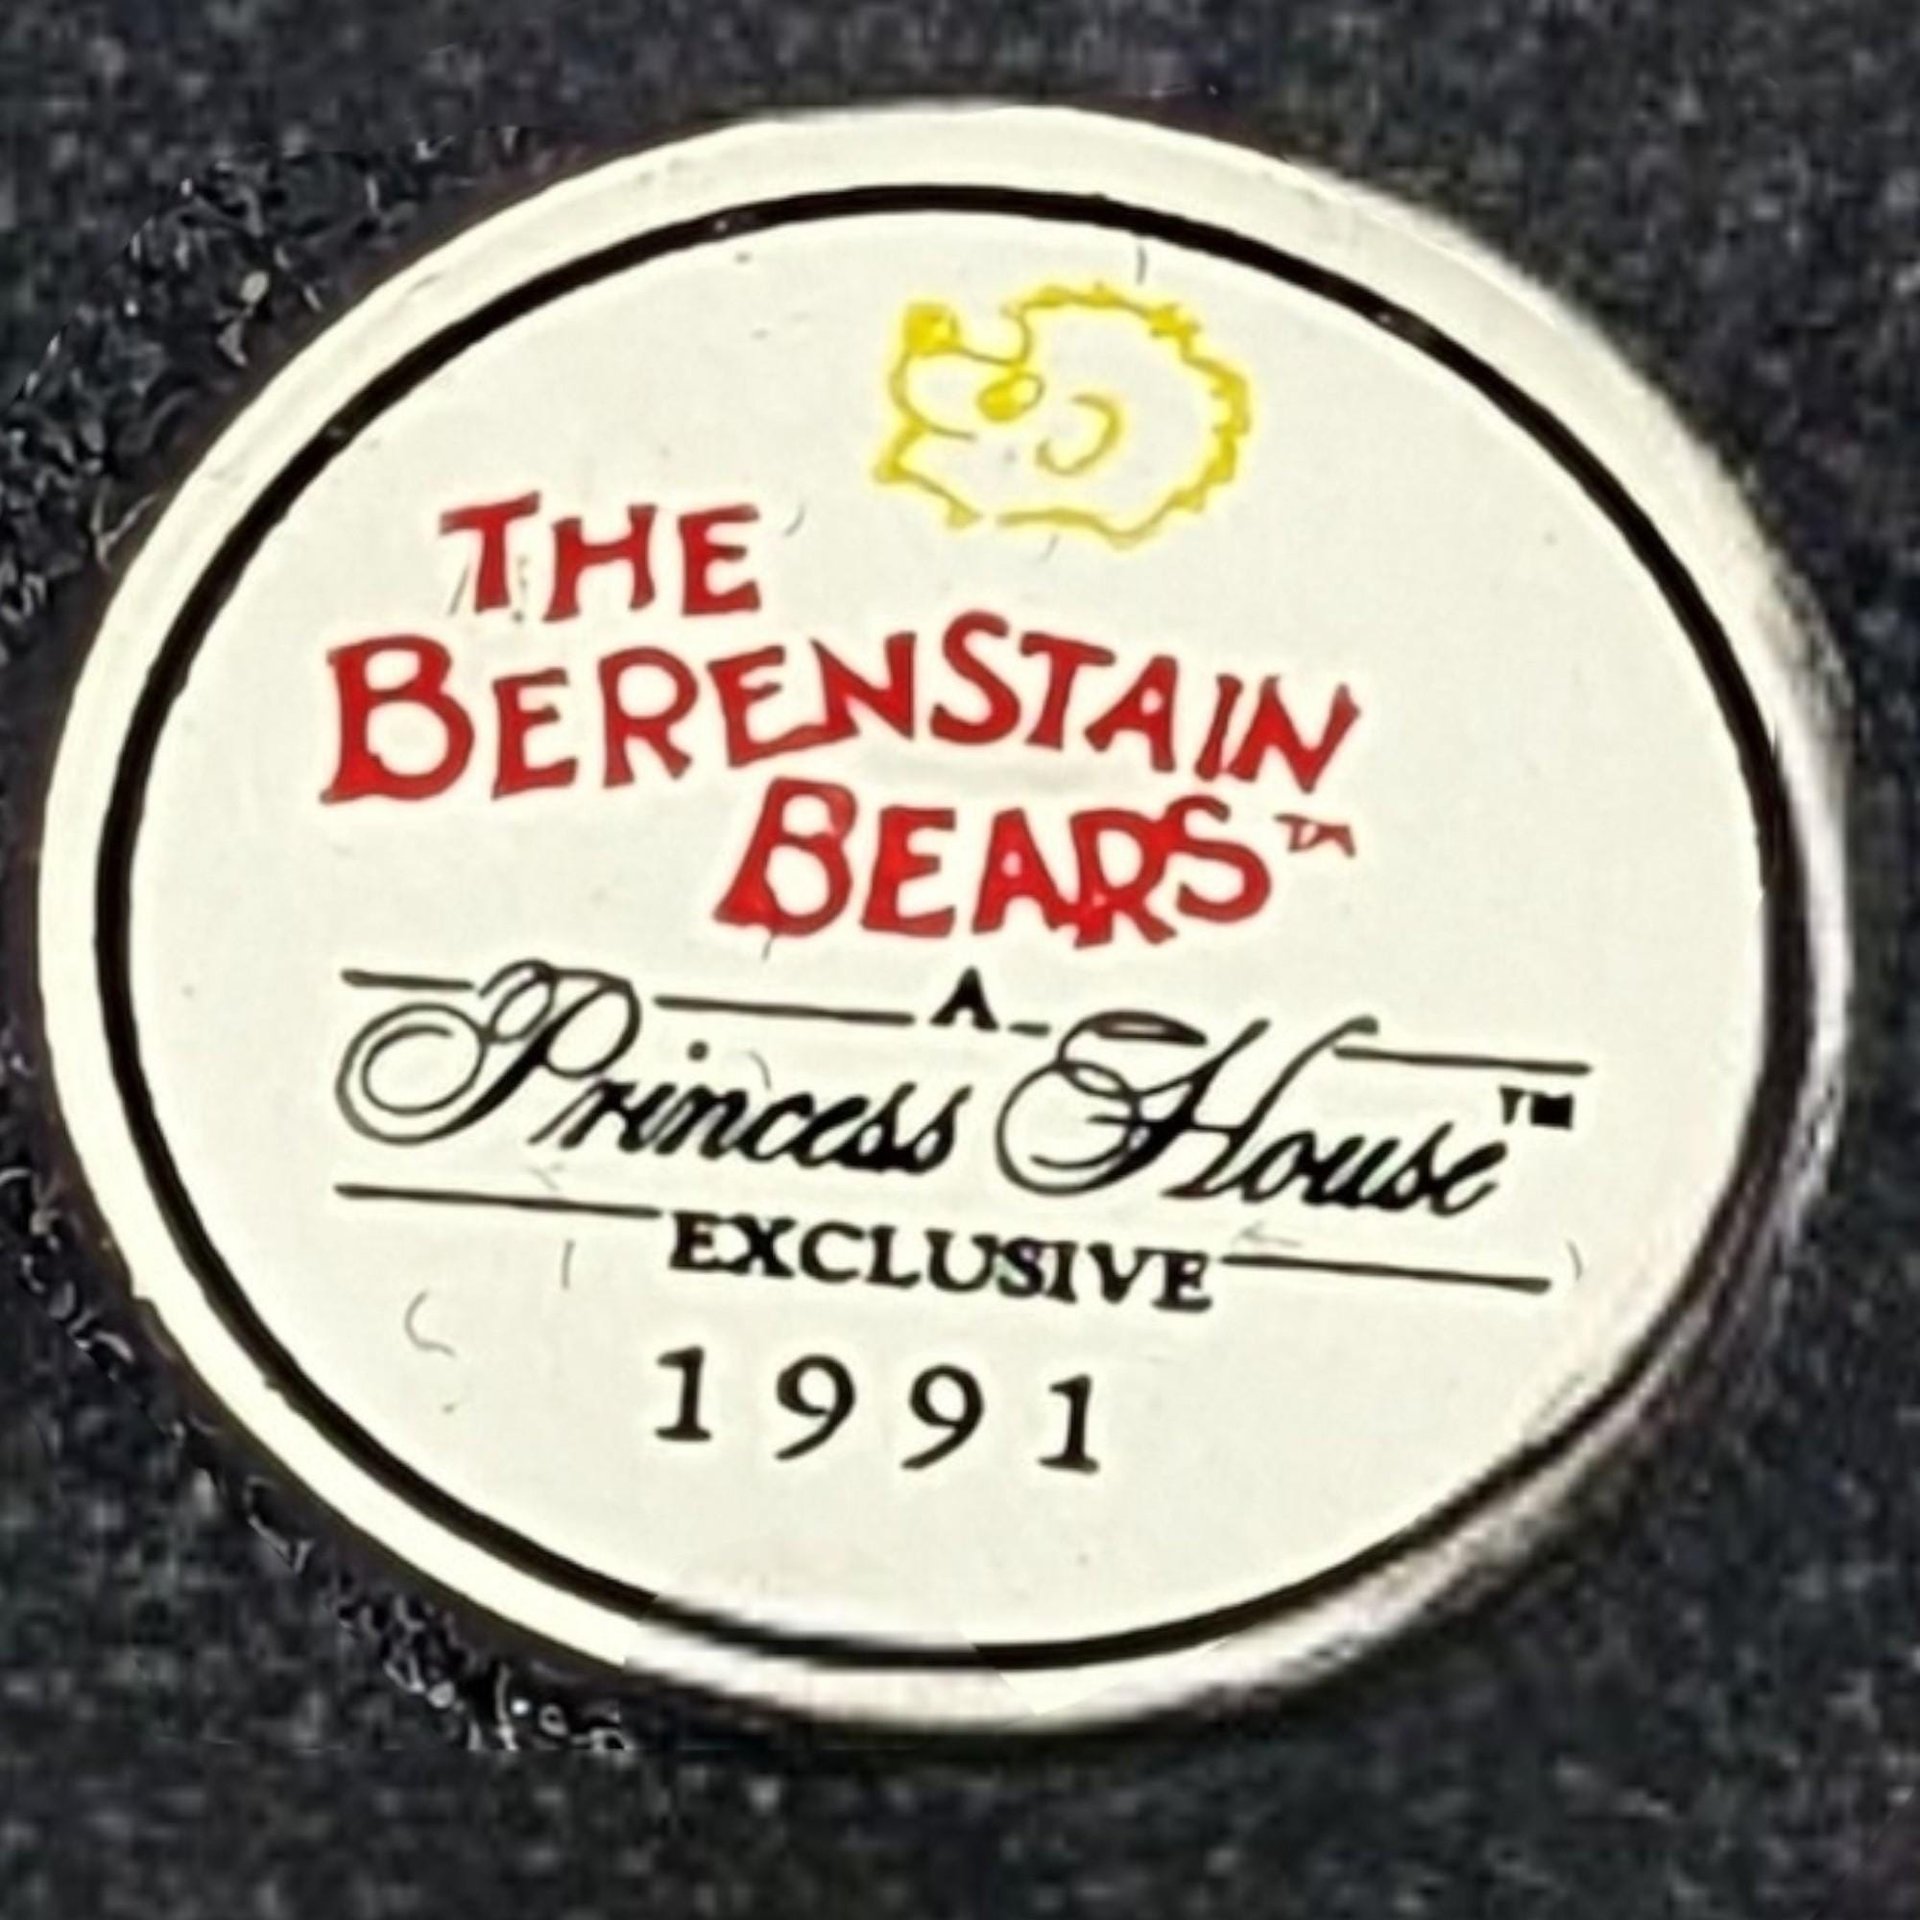 THE
BERENSTAIN
BEARS™
A
Princess House™
EXCLUSIVE
1991